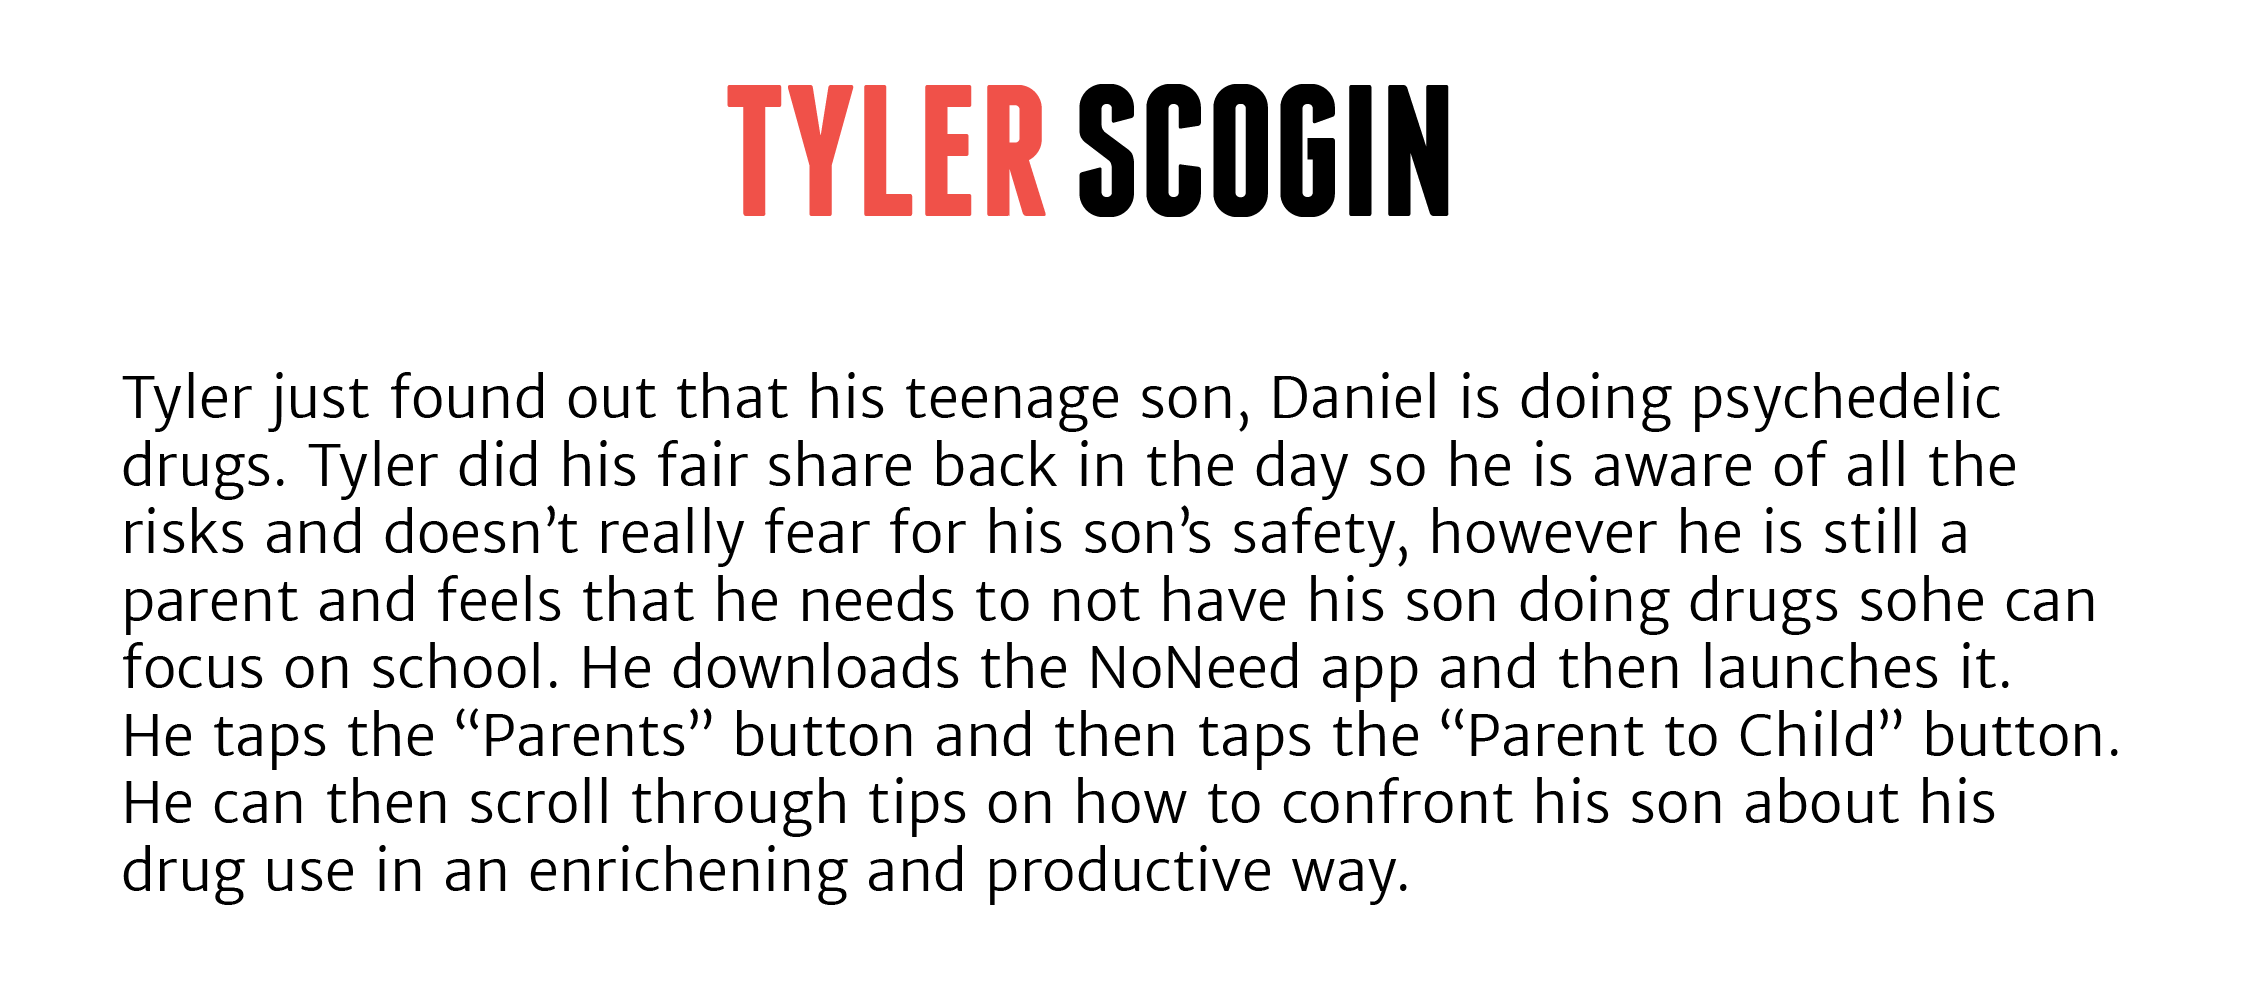 TYLER SCOGIN
Tyler just found out that his teenage son, Daniel is doing psychedelic
drugs. Tyler did his fair share back in the day so he is aware of all the
risks and doesn’t really fear for his son’s safety, however he is still a
parent and feels that he needs to not have his son doing drugs sohe can
focus on school. He downloads the NoNeed app and then launches it.
He taps the “Parents” button and then taps the “Parent to Child” button.
He can then scroll through tips on how to confront his son about his
drug use in an enrichening and productive way.